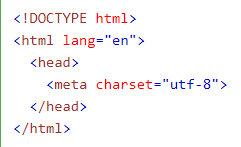 <!DOCTYPE html>
<html lang="en">
  <head>
    <meta charset="utf-8">
  </head>
</html>